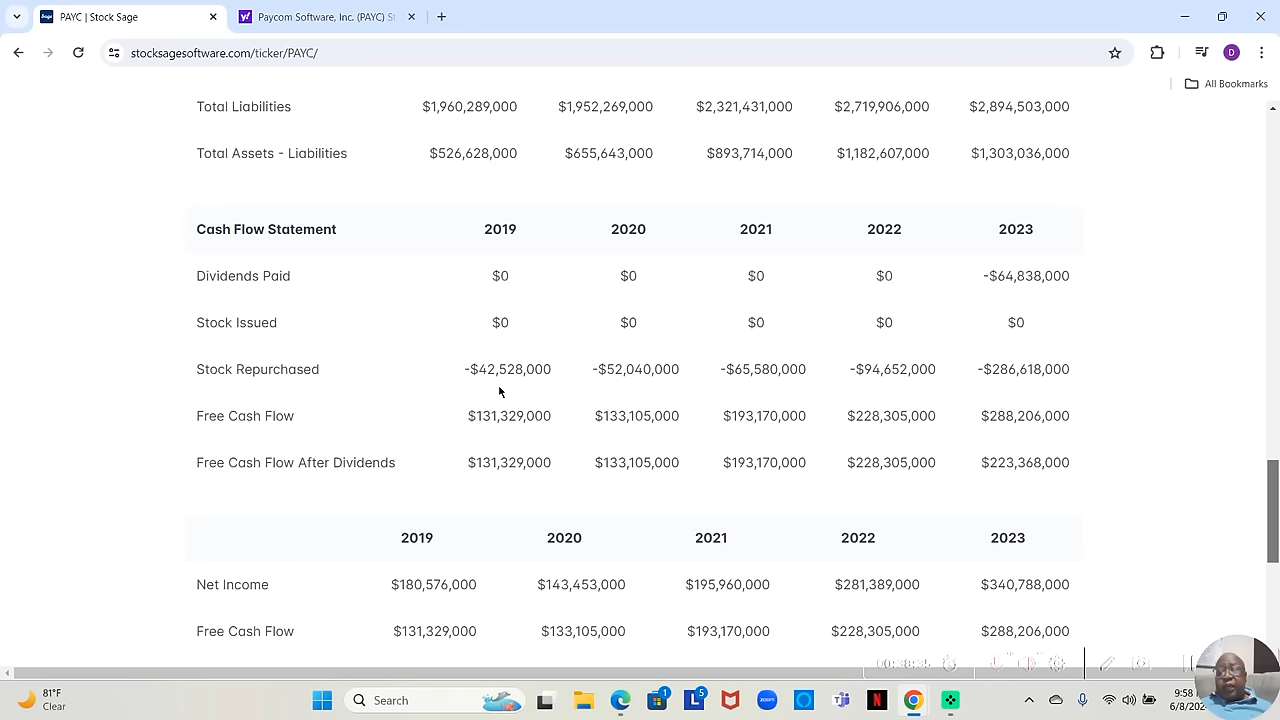 PAYC | Stock Sage
Paycom Software, Inc. (PAYC) St
stocksagesoftware.com/ticker/PAYC/
D
All Bookmarks
Total Liabilities $1,960,289,000 $1,952,269,000 $2,321,431,000 $2,719,906,000 $2,894,503,000
Total Assets - Liabilities $526,628,000 $655,643,000 $893,714,000 $1,182,607,000 $1,303,036,000
Cash Flow Statement 2019 2020 2021 2022 2023
Dividends Paid $0 $0 $0 $0 -$64,838,000
Stock Issued $0 $0 $0 $0 $0
Stock Repurchased -$42,528,000 -$52,040,000 -$65,580,000 -$94,652,000 -$286,618,000
Free Cash Flow $131,329,000 $133,105,000 $193,170,000 $228,305,000 $288,206,000
Free Cash Flow After Dividends $131,329,000 $133,105,000 $193,170,000 $228,305,000 $223,368,000
2019 2020 2021 2022 2023
Net Income $180,576,000 $143,453,000 $195,960,000 $281,389,000 $340,788,000
Free Cash Flow $131,329,000 $133,105,000 $193,170,000 $228,305,000 $288,206,000
81°F
Clear
Search
1
5
zoom
N
9:58
6/8/202